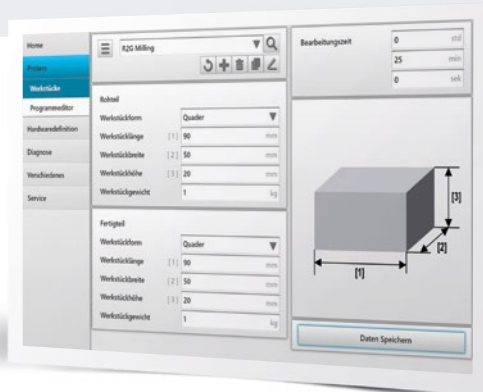 Home
Prozess
Werkstücke
Programmeditor
Hardwaredefinition
Diagnose
Verschiedenes
Service
R2G Milling
Rohteil
Werkstückform Quader
Werkstücklänge [1] 90 mm
Werkstückbreite [2] 50 mm
Werkstückhöhe [3] 20 mm
Werkstückgewicht 1 kg
Fertigteil
Werkstückform Quader
Werkstücklänge [1] 90 mm
Werkstückbreite [2] 50 mm
Werkstückhöhe [3] 20 mm
Werkstückgewicht 1 kg
Bearbeitungszeit 0 std
25 min
0 sek
[3]
[2]
[1]
Daten Speichern